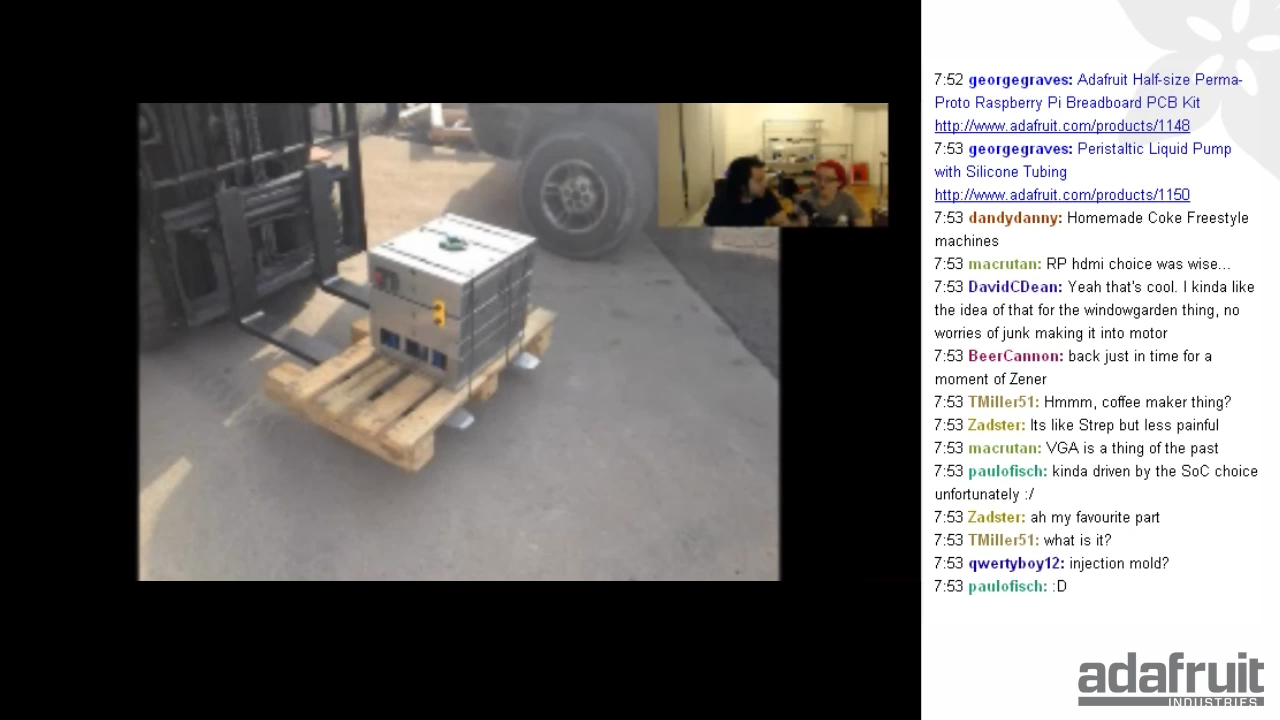 7:52 georgegraves: Adafruit Half-size Perma-
Proto Raspberry Pi Breadboard PCB Kit
http://www.adafruit.com/products/1148
7:53 georgegraves: Peristaltic Liquid Pump
with Silicone Tubing
http://www.adafruit.com/products/1150
7:53 dandydanny: Homemade Coke Freestyle
machines
7:53 macrutan: RP hdmi choice was wise...
7:53 DavidCDean: Yeah that's cool. I kinda like
the idea of that for the windowgarden thing, no
worries of junk making it into motor
7:53 BeerCannon: back just in time for a
moment of Zener
7:53 TMiller51: Hmmm, coffee maker thing?
7:53 Zadster: Its like Strep but less painful
7:53 macrutan: VGA is a thing of the past
7:53 paulofisch: kinda driven by the SoC choice
unfortunately :/
7:53 Zadster: ah my favourite part
7:53 TMiller51: what is it?
7:53 qwertyboy12: injection mold?
7:53 paulofisch: :D
adafruit
INDUSTRIES